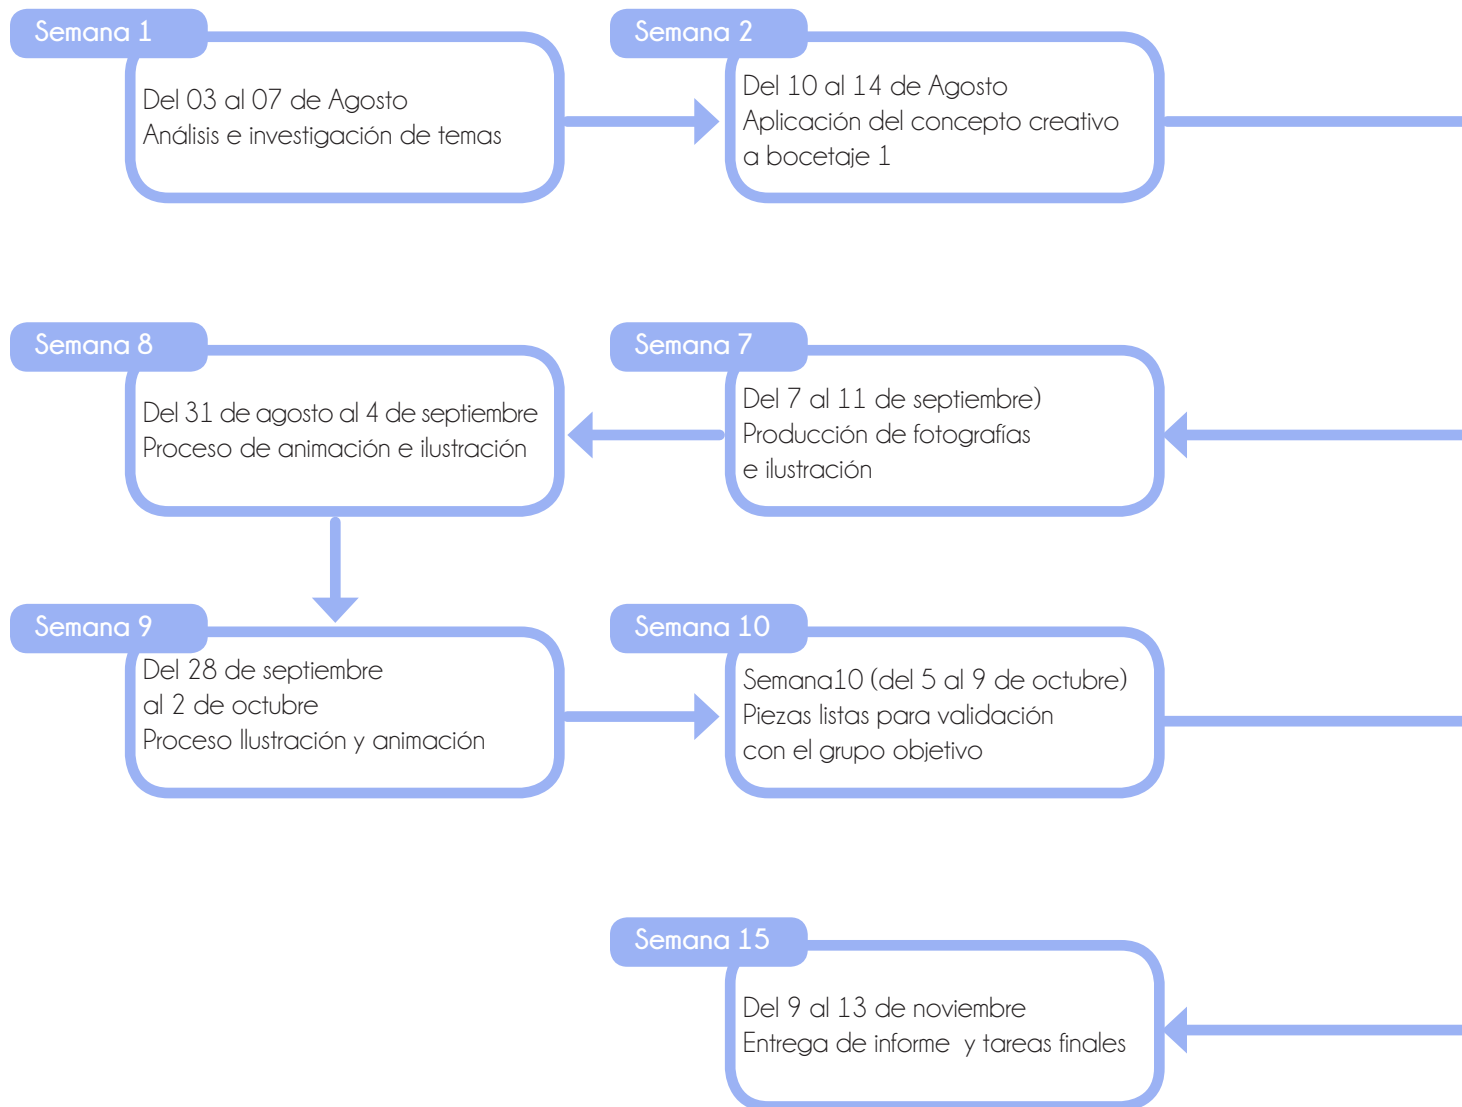 Semana 1
Del 03 al 07 de Agosto
Análisis e investigación de temas
Semana 2
Del 10 al 14 de Agosto
Aplicación del concepto creativo
a bocetaje 1
Semana 8
Del 31 de agosto al 4 de septiembre
Proceso de animación e ilustración
Semana 7
Del 7 al 11 de septiembre)
Producción de fotografías
e ilustración
Semana 9
Del 28 de septiembre
al 2 de octubre
Proceso Ilustración y animación
Semana 10
Semana10 (del 5 al 9 de octubre)
Piezas listas para validación
con el grupo objetivo
Semana 15
Del 9 al 13 de noviembre
Entrega de informe  y tareas finales